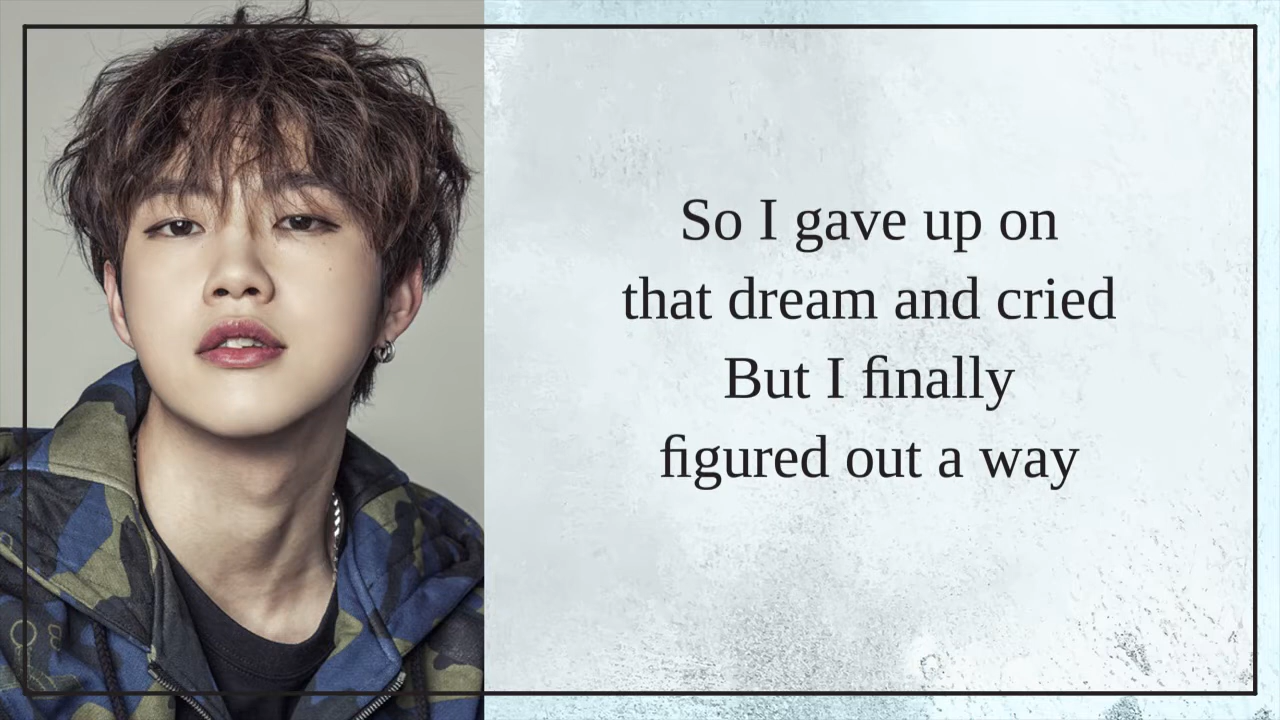 So I gave up on
that dream and cried
But I finally
figured out a way